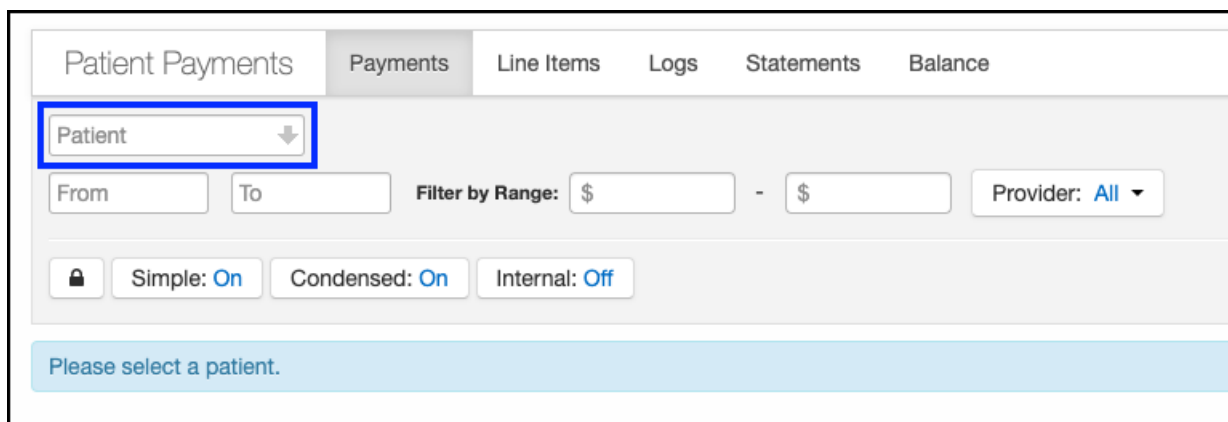 Patient Payments Payments Line Items Logs Statements Balance
Patient
From To Filter by Range: $ - $ Provider: All
Simple: On Condensed: On Internal: Off
Please select a patient.